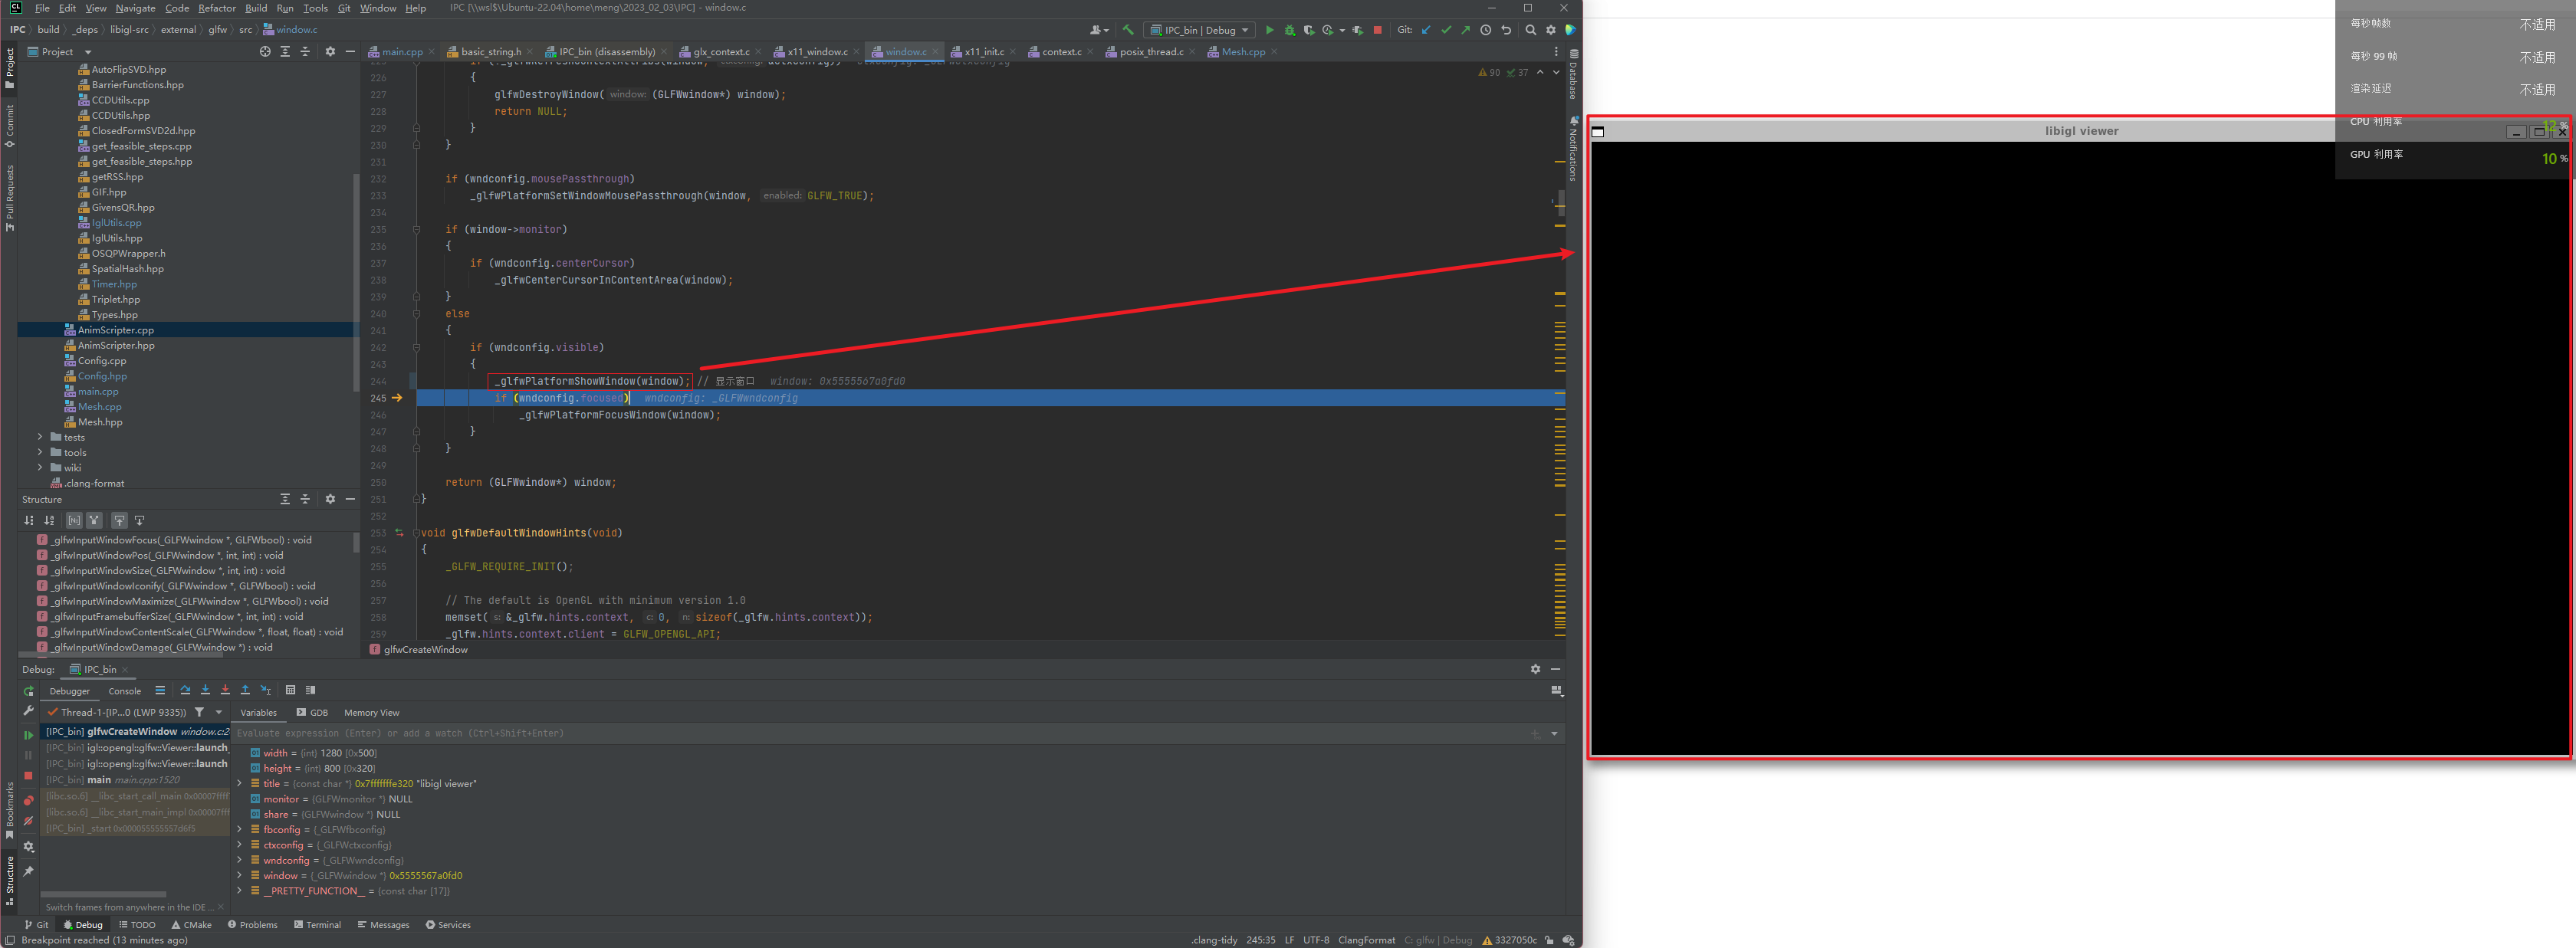 File Edit View Navigate Code Refactor Build Run Tools Git Window Help IPC [\\wsl$\Ubuntu-22.04\home\meng\2023_02_03\IPC] - window.c
IPC build _deps libigl-src external glfw src window.c
IPC_bin | Debug Git:
Project
main.cpp basic_string.h IPC_bin (disassembly) glx_context.c x11_window.c window.c x11_init.c context.c posix_thread.c Mesh.cpp
Project
Commit
Pull Requests
Bookmarks
Structure
Database
Notifications
AutoFlipSVD.hpp
BarrierFunctions.hpp
CCDUtils.cpp
CCDUtils.hpp
ClosedFormSVD2d.hpp
get_feasible_steps.cpp
get_feasible_steps.hpp
getRSS.hpp
GIF.hpp
GivensQR.hpp
IglUtils.cpp
IglUtils.hpp
OSQPWrapper.h
SpatialHash.hpp
Timer.hpp
Triplet.hpp
Types.hpp
AnimScripter.cpp
AnimScripter.hpp
Config.cpp
Config.hpp
main.cpp
Mesh.cpp
Mesh.hpp
tests
tools
wiki
.clang-format
Structure
_glfwInputWindowFocus(_GLFWwindow *, GLFWbool) : void
_glfwInputWindowPos(_GLFWwindow *, int, int) : void
_glfwInputWindowSize(_GLFWwindow *, int, int) : void
_glfwInputWindowIconify(_GLFWwindow *, GLFWbool) : void
_glfwInputWindowMaximize(_GLFWwindow *, GLFWbool) : void
_glfwInputFramebufferSize(_GLFWwindow *, int, int) : void
_glfwInputWindowContentScale(_GLFWwindow *, float, float) : void
_glfwInputWindowDamage(_GLFWwindow *) : void
90 37
226 {
227 glfwDestroyWindow( window: (GLFWwindow*) window);
228 return NULL;
229 }
230 }
231
232 if (wndconfig.mousePassthrough)
233 _glfwPlatformSetWindowMousePassthrough(window, enabled: GLFW_TRUE);
234
235 if (window->monitor)
236 {
237 if (wndconfig.centerCursor)
238 _glfwCenterCursorInContentArea(window);
239 }
240 else
241 {
242 if (wndconfig.visible)
243 {
244 _glfwPlatformShowWindow(window); // 显示窗口 window: 0x5555567a0fd0
245 if (wndconfig.focused) wndconfig: _GLFWwndconfig
246 _glfwPlatformFocusWindow(window);
247 }
248 }
249
250 return (GLFWwindow*) window;
251 }
252
253 void glfwDefaultWindowHints(void)
254 {
255 _GLFW_REQUIRE_INIT();
256
257 // The default is OpenGL with minimum version 1.0
258 memset( s: &_glfw.hints.context, c: 0, n: sizeof(_glfw.hints.context));
259 _glfw.hints.context.client = GLFW_OPENGL_API;
glfwCreateWindow
Debug: IPC_bin
Debugger Console
Thread-1-[IP...0 (LWP 9335)]
Variables GDB Memory View
[IPC_bin] glfwCreateWindow window.c:2
[IPC_bin] igl::opengl::glfw::Viewer::launch_
[IPC_bin] igl::opengl::glfw::Viewer::launch
[IPC_bin] main main.cpp:1520
[libc.so.6] __libc_start_call_main 0x00007ffff
[libc.so.6] __libc_start_main_impl 0x00007fff
[IPC_bin] _start 0x000055555557d6f5
Switch frames from anywhere in the IDE ...
Evaluate expression (Enter) or add a watch (Ctrl+Shift+Enter)
width = {int} 1280 [0x500]
height = {int} 800 [0x320]
title = {const char *} 0x7fffffffe320 "libigl viewer"
monitor = {GLFWmonitor *} NULL
share = {GLFWwindow *} NULL
fbconfig = {_GLFWfbconfig}
ctxconfig = {_GLFWctxconfig}
wndconfig = {_GLFWwndconfig}
window = {_GLFWwindow *} 0x5555567a0fd0
__PRETTY_FUNCTION__ = {const char [17]}
Git Debug TODO CMake Problems Terminal Messages Services
Breakpoint reached (13 minutes ago)
.clang-tidy 245:35 LF UTF-8 ClangFormat C: glfw | Debug 3327050c
libigl viewer
每秒帧数 不适用
每秒 99 帧 不适用
渲染延迟 不适用
CPU 利用率 12 %
GPU 利用率 10 %